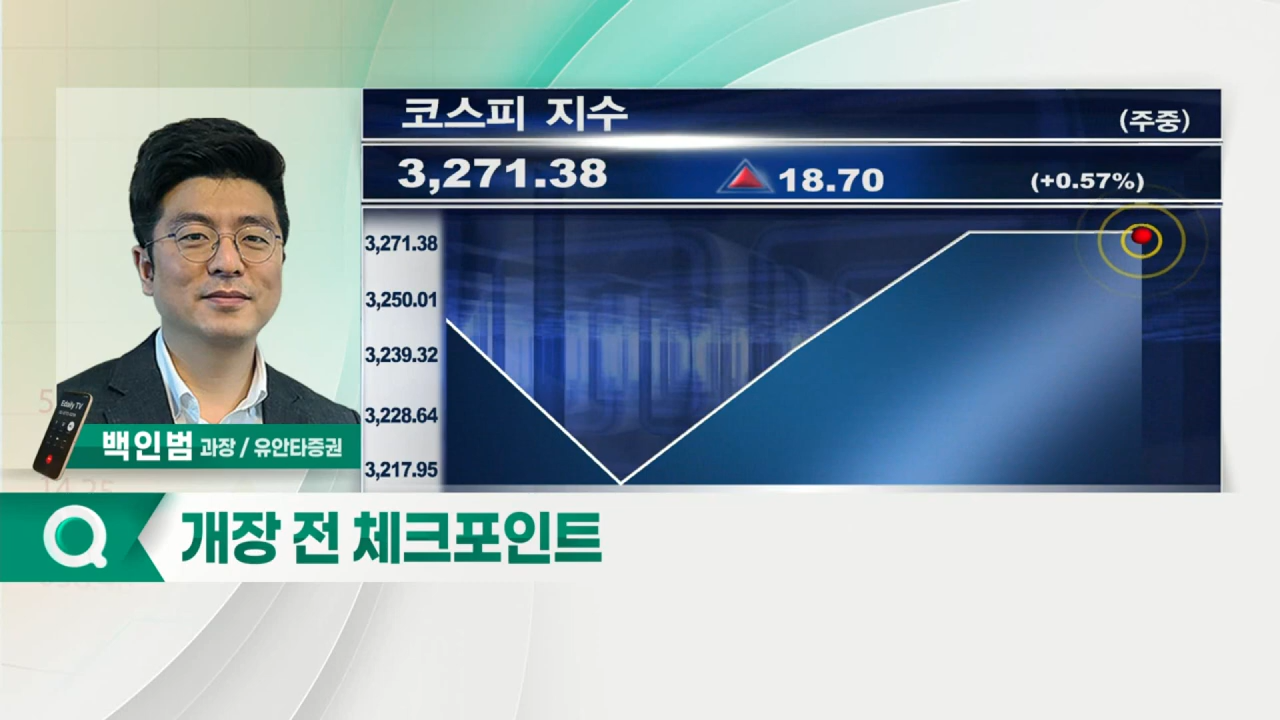 코스피 지수 (주중)
3,271.38 ▲ 18.70 (+0.57%)
3,271.38
3,250.01
3,239.32
3,228.64
3,217.95
Edaily TV
백인범 과장 / 유안타증권
Q 개장 전 체크포인트